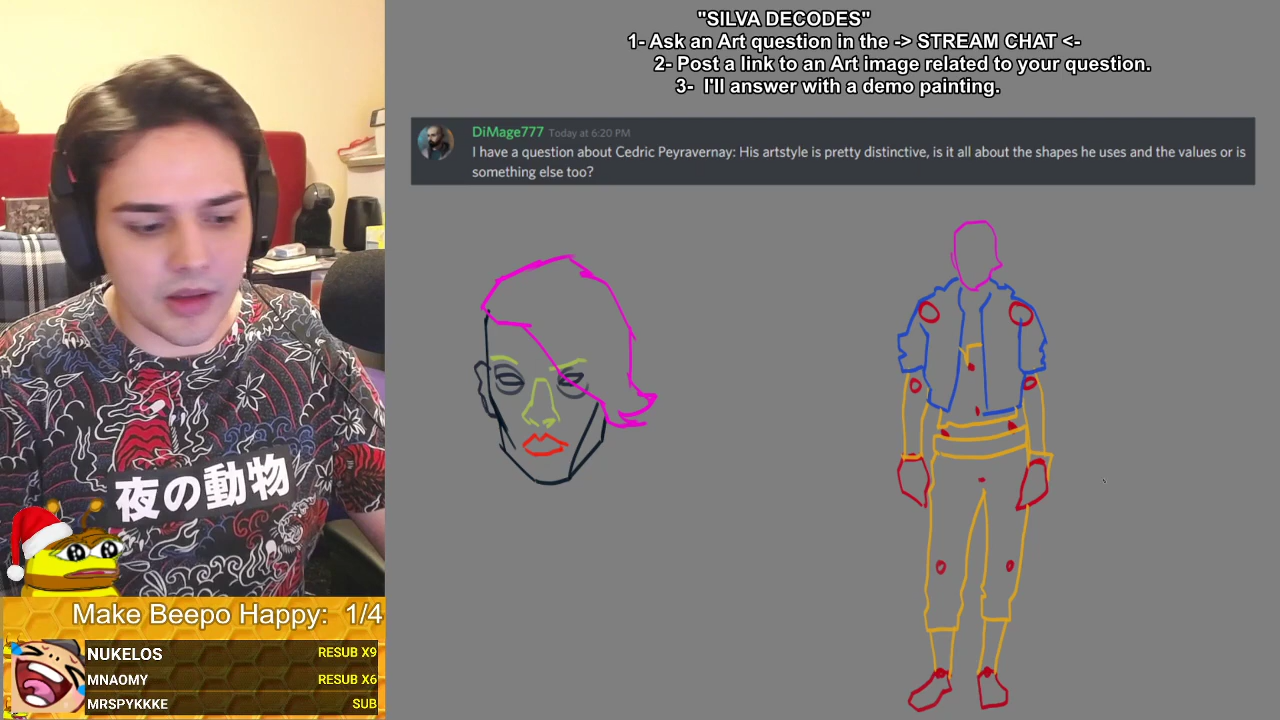 "SILVA DECODES"
1- Ask an Art question in the -> STREAM CHAT <-
2- Post a link to an Art image related to your question.
3- I'll answer with a demo painting.
DiMage777 Today at 6:20 PM
I have a question about Cedric Peyravernay: His artstyle is pretty distinctive, is it all about the shapes he uses and the values or is
something else too?
夜の動物
Make Beepo Happy: 1/4
NUKELOS RESUB X9
MNAOMY RESUB X6
MRSPYKKKE SUB